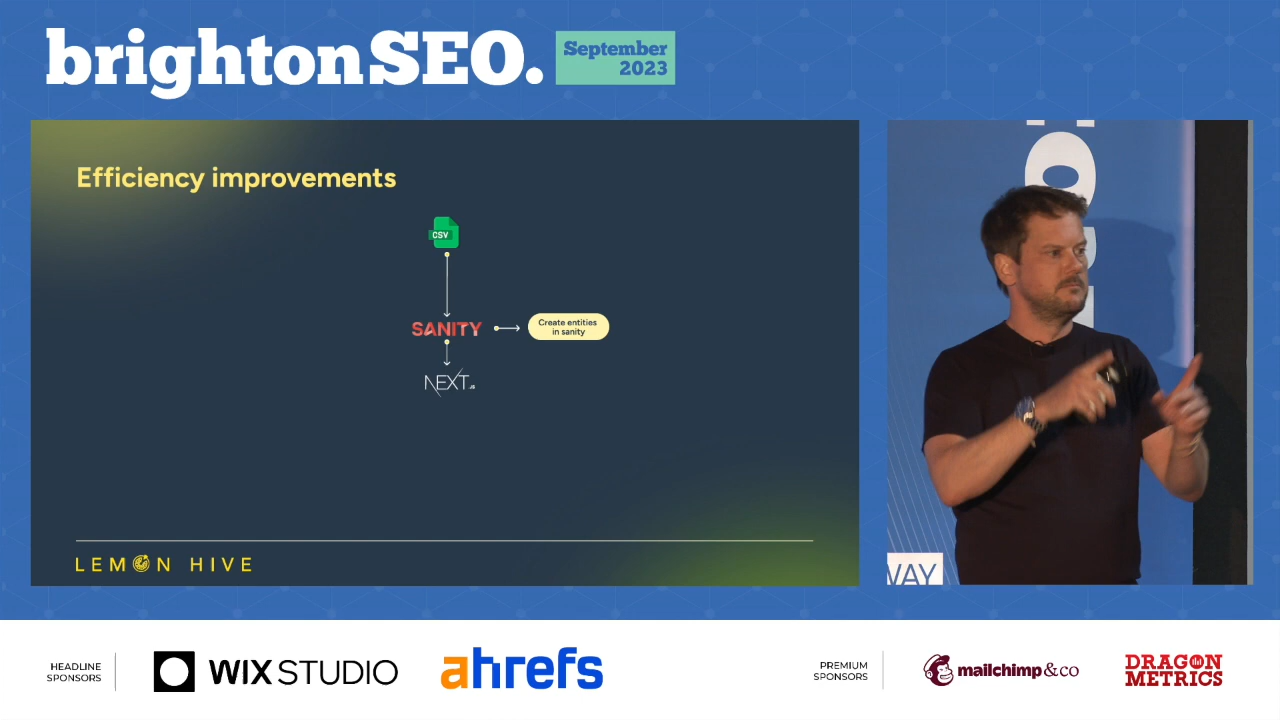 brightonSEO.
September
2023
Efficiency improvements
CSV
SANITY
Create entities
in sanity
NEXT.JS
LEMON HIVE
WAY
HEADLINE
SPONSORS
WIX STUDIO
ahrefs
PREMIUM
SPONSORS
mailchimp & co
DRAGON
METRICS